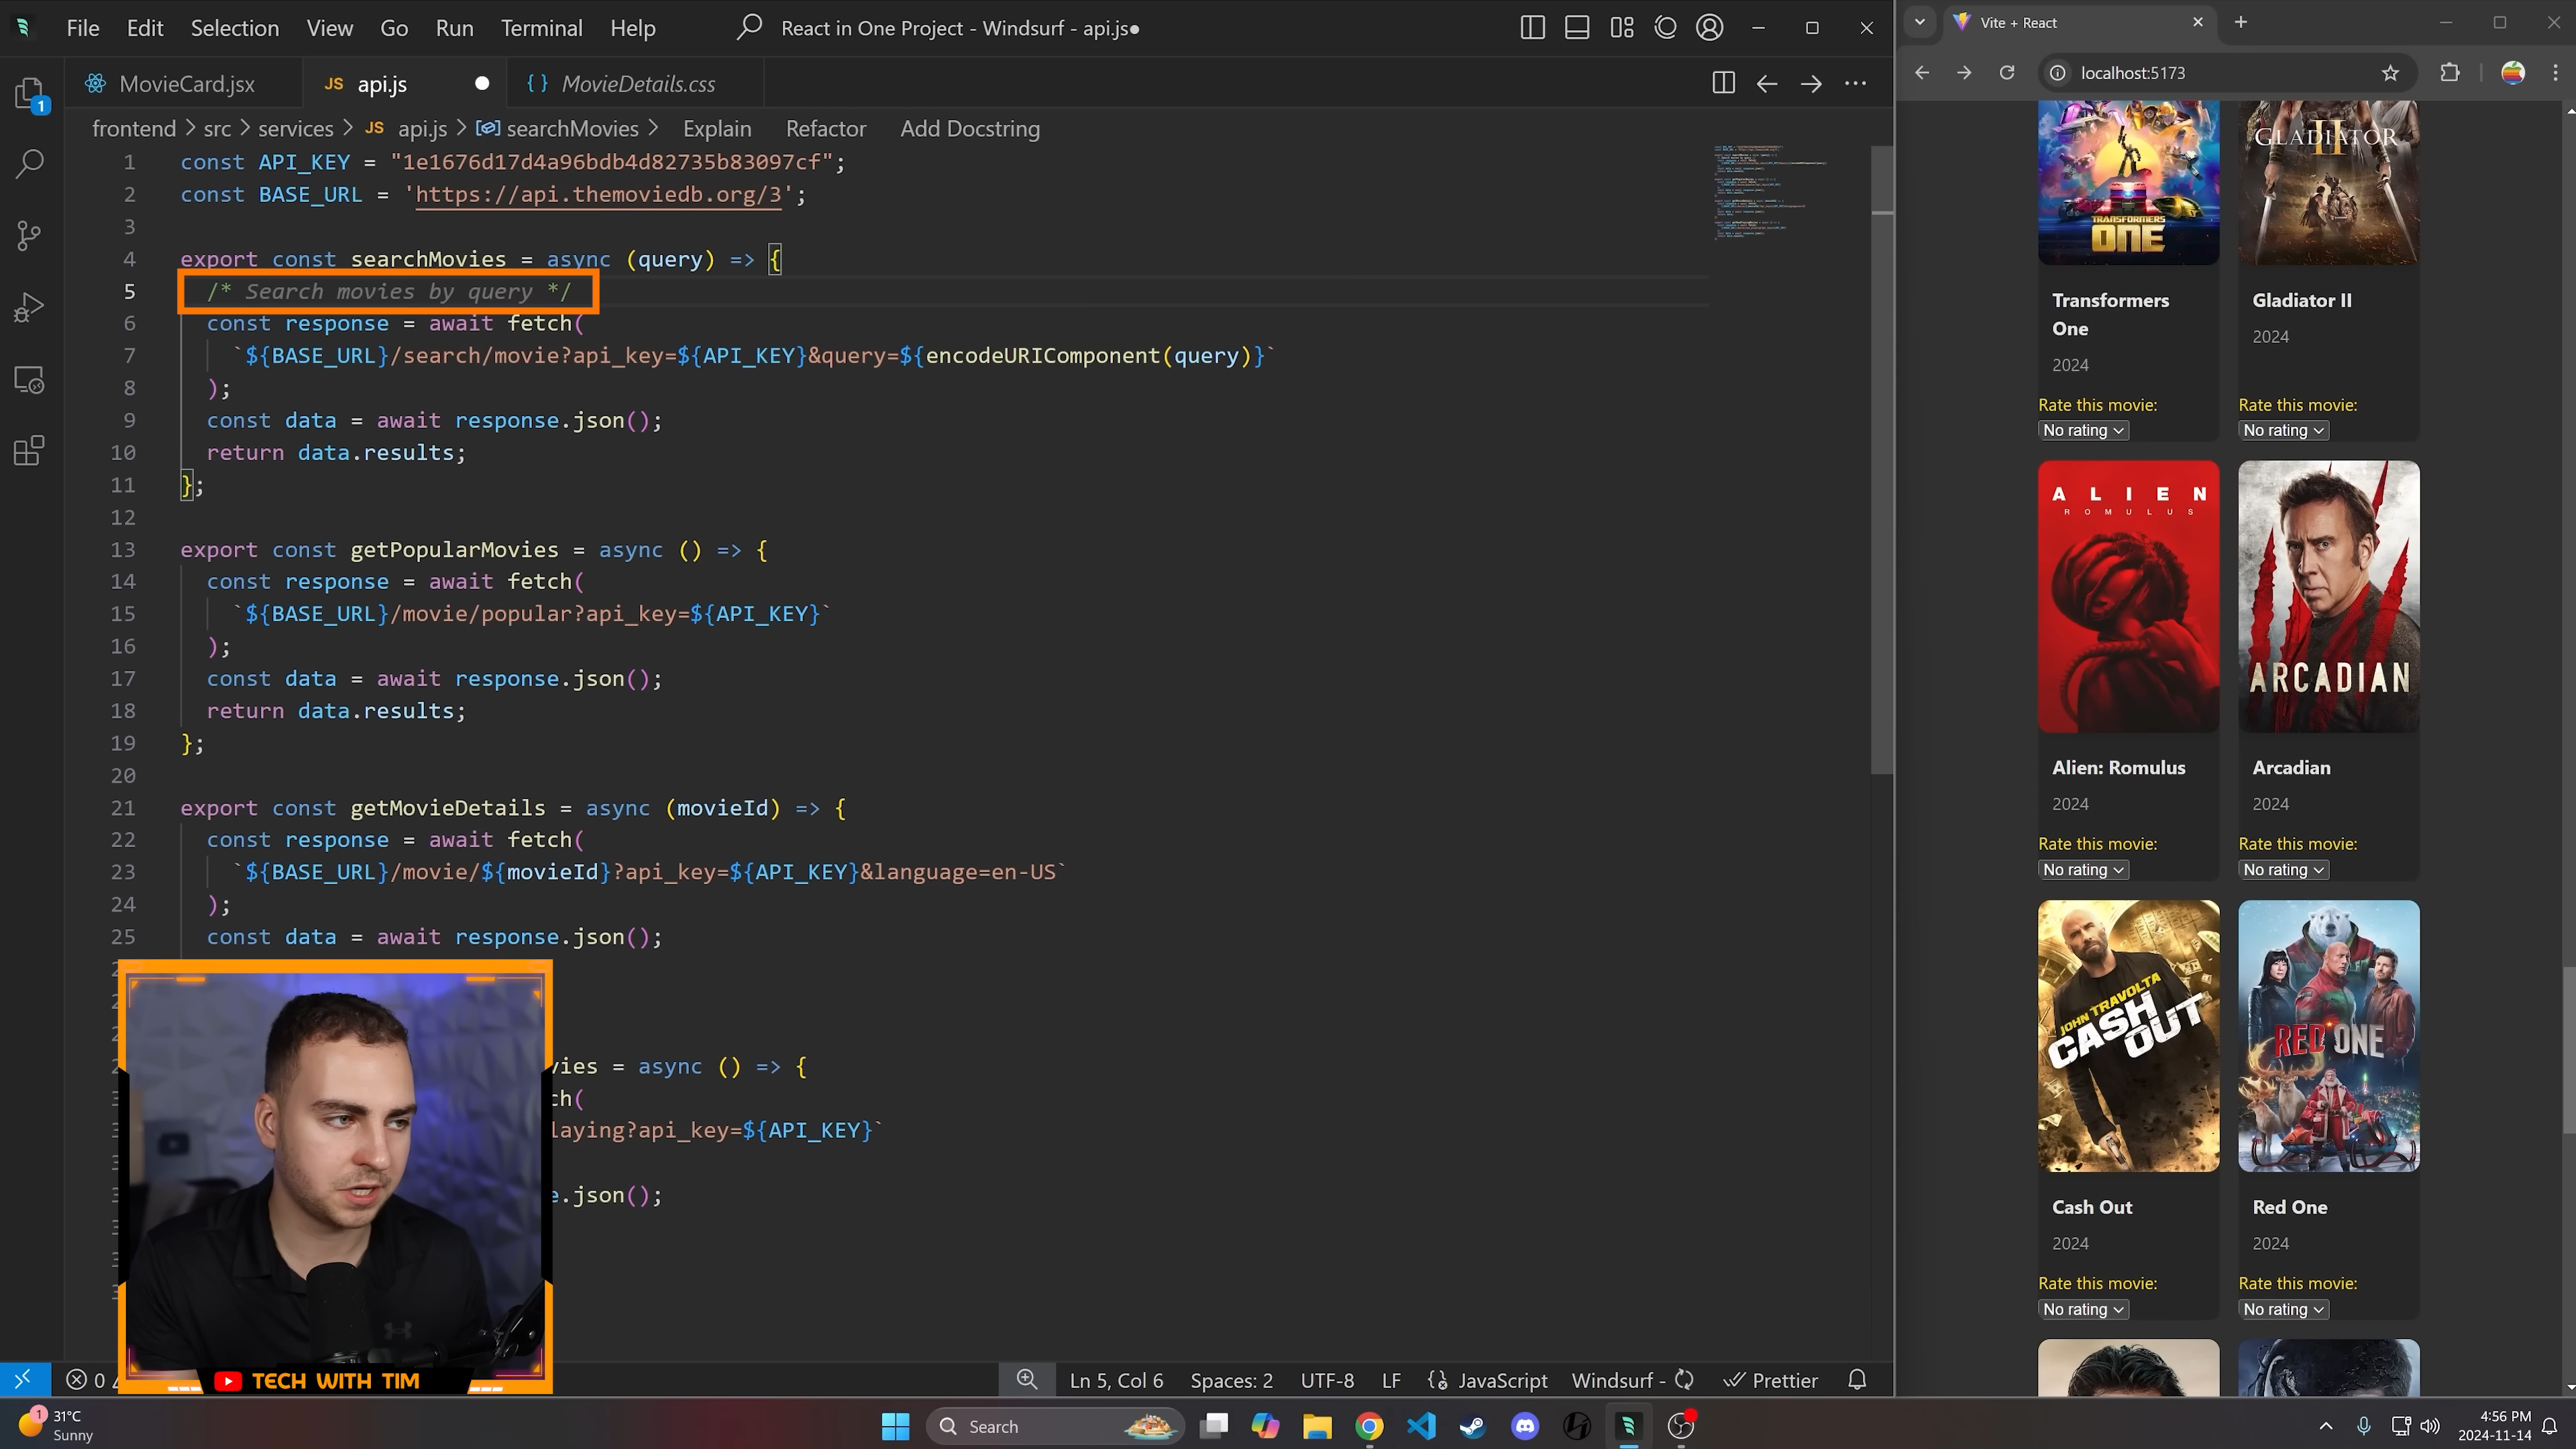 File Edit Selection View Go Run Terminal Help
React in One Project - Windsurf - api.js●
MovieCard.jsx
JS api.js
{ } MovieDetails.css
frontend > src > services > JS api.js > searchMovies > Explain Refactor Add Docstring
1 const API_KEY = "1e1676d17d4a96bdb4d82735b83097cf";
2 const BASE_URL = 'https://api.themoviedb.org/3';
3
4 export const searchMovies = async (query) => {
5 /* Search movies by query */
6 const response = await fetch(
7 `${BASE_URL}/search/movie?api_key=${API_KEY}&query=${encodeURIComponent(query)}`
8 );
9 const data = await response.json();
10 return data.results;
11 };
12
13 export const getPopularMovies = async () => {
14 const response = await fetch(
15 `${BASE_URL}/movie/popular?api_key=${API_KEY}`
16 );
17 const data = await response.json();
18 return data.results;
19 };
20
21 export const getMovieDetails = async (movieId) => {
22 const response = await fetch(
23 `${BASE_URL}/movie/${movieId}?api_key=${API_KEY}&language=en-US`
24 );
25 const data = await response.json();
vies = async () => {
ch(
laying?api_key=${API_KEY}`
e.json();
TECH WITH TIM
0
Ln 5, Col 6 Spaces: 2 UTF-8 LF JavaScript Windsurf - Prettier
1
Vite + React
localhost:5173
TRANSFORMERS
ONE
GLADIATOR
II
Transformers
One
2024
Gladiator II
2024
Rate this movie:
No rating
Rate this movie:
No rating
ALIEN
ROMULUS
ARCADIAN
Alien: Romulus
2024
Arcadian
2024
Rate this movie:
No rating
Rate this movie:
No rating
JOHN TRAVOLTA
CASH
OUT
RED ONE
Cash Out
2024
Red One
2024
Rate this movie:
No rating
Rate this movie:
No rating
1
31°C
Sunny
Search
4:56 PM
2024-11-14